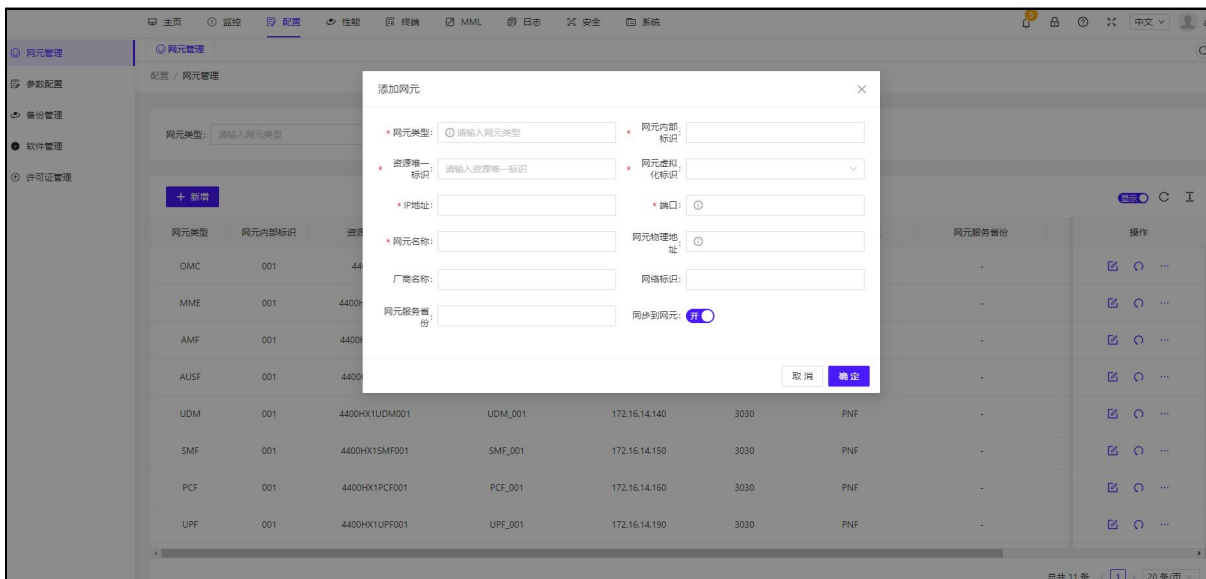 主页 监控 配置 性能 终端 MML 日志 安全 系统 5 中文
网元管理
参数配置
备份管理
软件管理
许可证管理
网元管理
配置 / 网元管理
网元类型: 请输入网元类型
添加网元
* 网元类型: 请输入网元类型
* 网元内部标识:
* 资源唯一标识: 请输入资源唯一标识
* 网元虚拟化标识:
* IP地址:
* 端口:
* 网元名称:
网元物理地址:
厂商名称:
网络标识:
网元服务省份:
同步到网元: 开
取消 确定
+ 新增 显示
网元类型 网元内部标识 网元服务省份 操作
OMC 001 -
MME 001 -
AMF 001 -
AUSF 001 -
UDM 001 4400HX1UDM001 UDM_001 172.16.14.140 3030 PNF -
SMF 001 4400HX1SMF001 SMF_001 172.16.14.150 3030 PNF -
PCF 001 4400HX1PCF001 PCF_001 172.16.14.160 3030 PNF -
UPF 001 4400HX1UPF001 UPF_001 172.16.14.190 3030 PNF -
总共 11 条 < 1 > 20 条/页